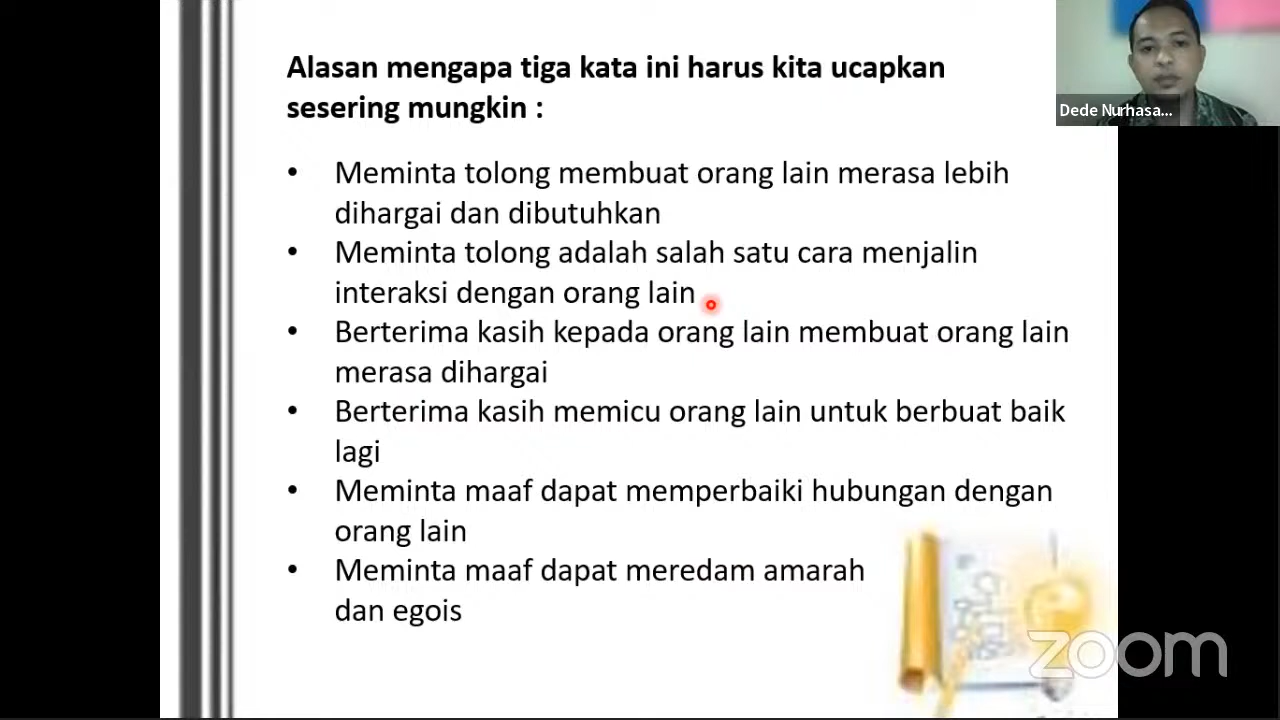 Alasan mengapa tiga kata ini harus kita ucapkan
sesering mungkin :
• Meminta tolong membuat orang lain merasa lebih
dihargai dan dibutuhkan
• Meminta tolong adalah salah satu cara menjalin
interaksi dengan orang lain
• Berterima kasih kepada orang lain membuat orang lain
merasa dihargai
• Berterima kasih memicu orang lain untuk berbuat baik
lagi
• Meminta maaf dapat memperbaiki hubungan dengan
orang lain
• Meminta maaf dapat meredam amarah
dan egois
Dede Nurhasa...
zoom